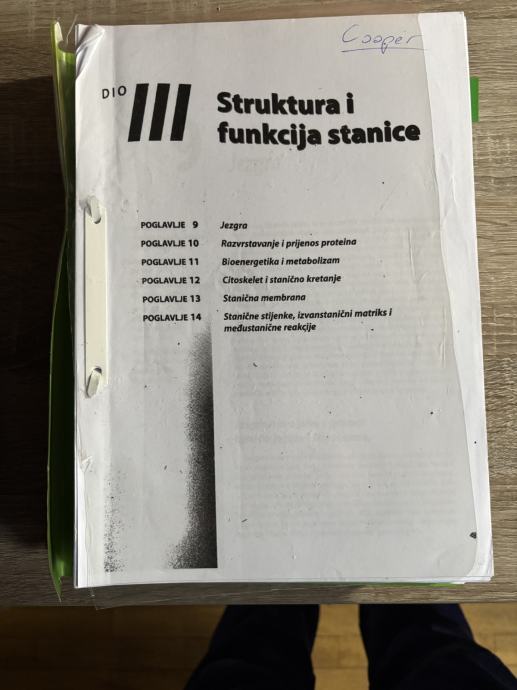 Cooper
DIO III
Struktura i
funkcija stanice
POGLAVLJE 9 Jezgra
POGLAVLJE 10 Razvrstavanje i prijenos proteina
POGLAVLJE 11 Bioenergetika i metabolizam
POGLAVLJE 12 Citoskelet i stanično kretanje
POGLAVLJE 13 Stanična membrana
POGLAVLJE 14 Stanične stijenke, izvanstanični matriks i
međustanične reakcije